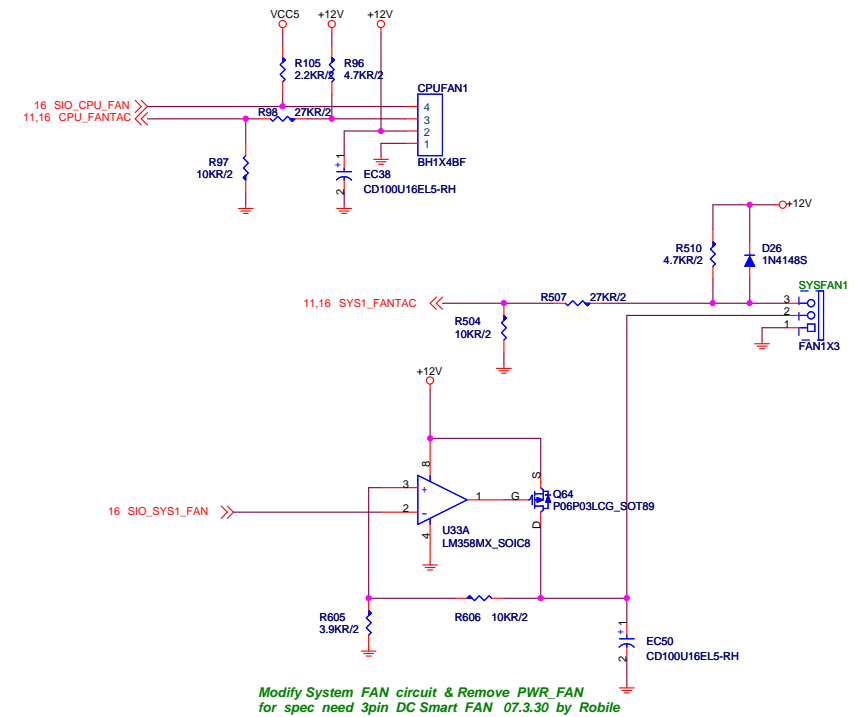 VCC5 +12V +12V
R105 R96
2.2KR/2 4.7KR/2
CPUFAN1
16 SIO_CPU_FAN 4
11,16 CPU_FANTAC R98 27KR/2 3
2
1
R97
10KR/2
BH1X4BF
1
+
EC38
2 CD100U16EL5-RH
+12V
R510 D26
4.7KR/2 1N4148S
SYSFAN1
11,16 SYS1_FANTAC R507 27KR/2 3
2
R504 1
10KR/2
FAN1X3
+12V
8 S
3 + 1 G Q64
P06P03LCG_SOT89
16 SIO_SYS1_FAN 2 -
4 U33A D
LM358MX_SOIC8
R605 R606 10KR/2
3.9KR/2
1
+
EC50
2 CD100U16EL5-RH
Modify System FAN circuit & Remove PWR_FAN
for spec need 3pin DC Smart FAN 07.3.30 by Robile